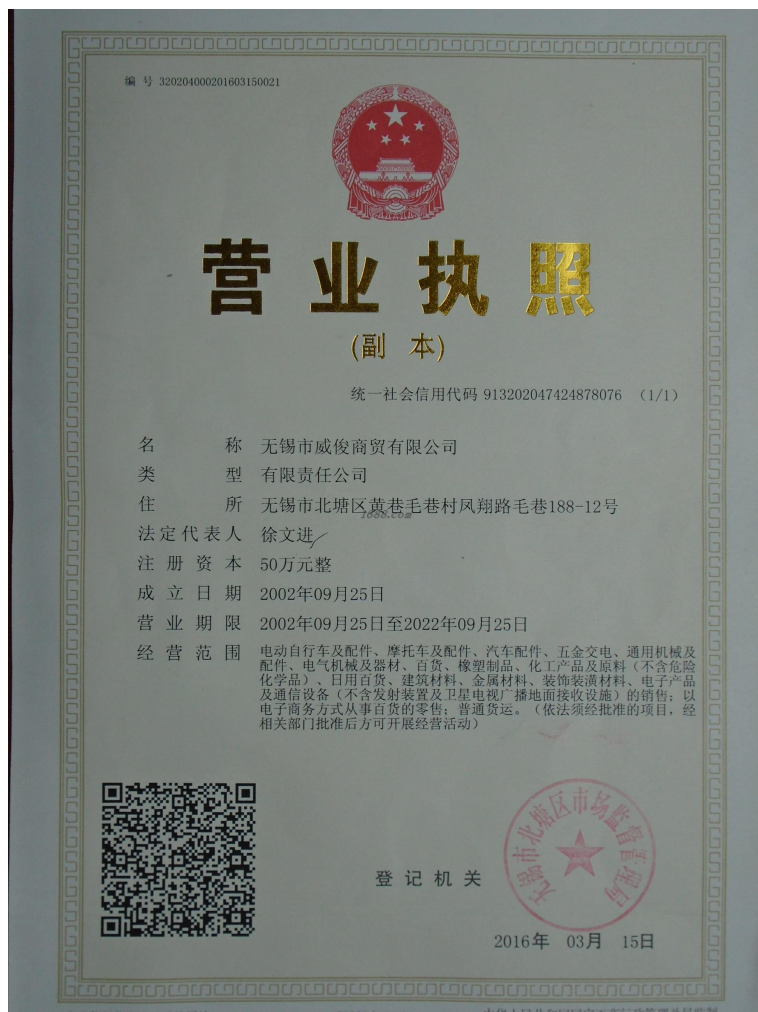 编 号 320204000201603150021
营业执照
(副 本)
统一社会信用代码 913202047424878076 （1/1）
名 称 无锡市威俊商贸有限公司
类 型 有限责任公司
住 所 无锡市北塘区黄巷毛巷村凤翔路毛巷188-12号
1688.com
法定代表人 徐文进
注册资本 50万元整
成立日期 2002年09月25日
营业期限 2002年09月25日至2022年09月25日
经营范围 电动自行车及配件、摩托车及配件、汽车配件、五金交电、通用机械及
配件、电气机械及器材、百货、橡塑制品、化工产品及原料（不含危险
化学品）、日用百货、建筑材料、金属材料、装饰装潢材料、电子产品
及通信设备（不含发射装置及卫星电视广播地面接收设施）的销售；以
电子商务方式从事百货的零售；普通货运。（依法须经批准的项目，经
相关部门批准后方可开展经营活动）
无锡市北塘区市场监督管理局
登记机关
2016年 03月 15日